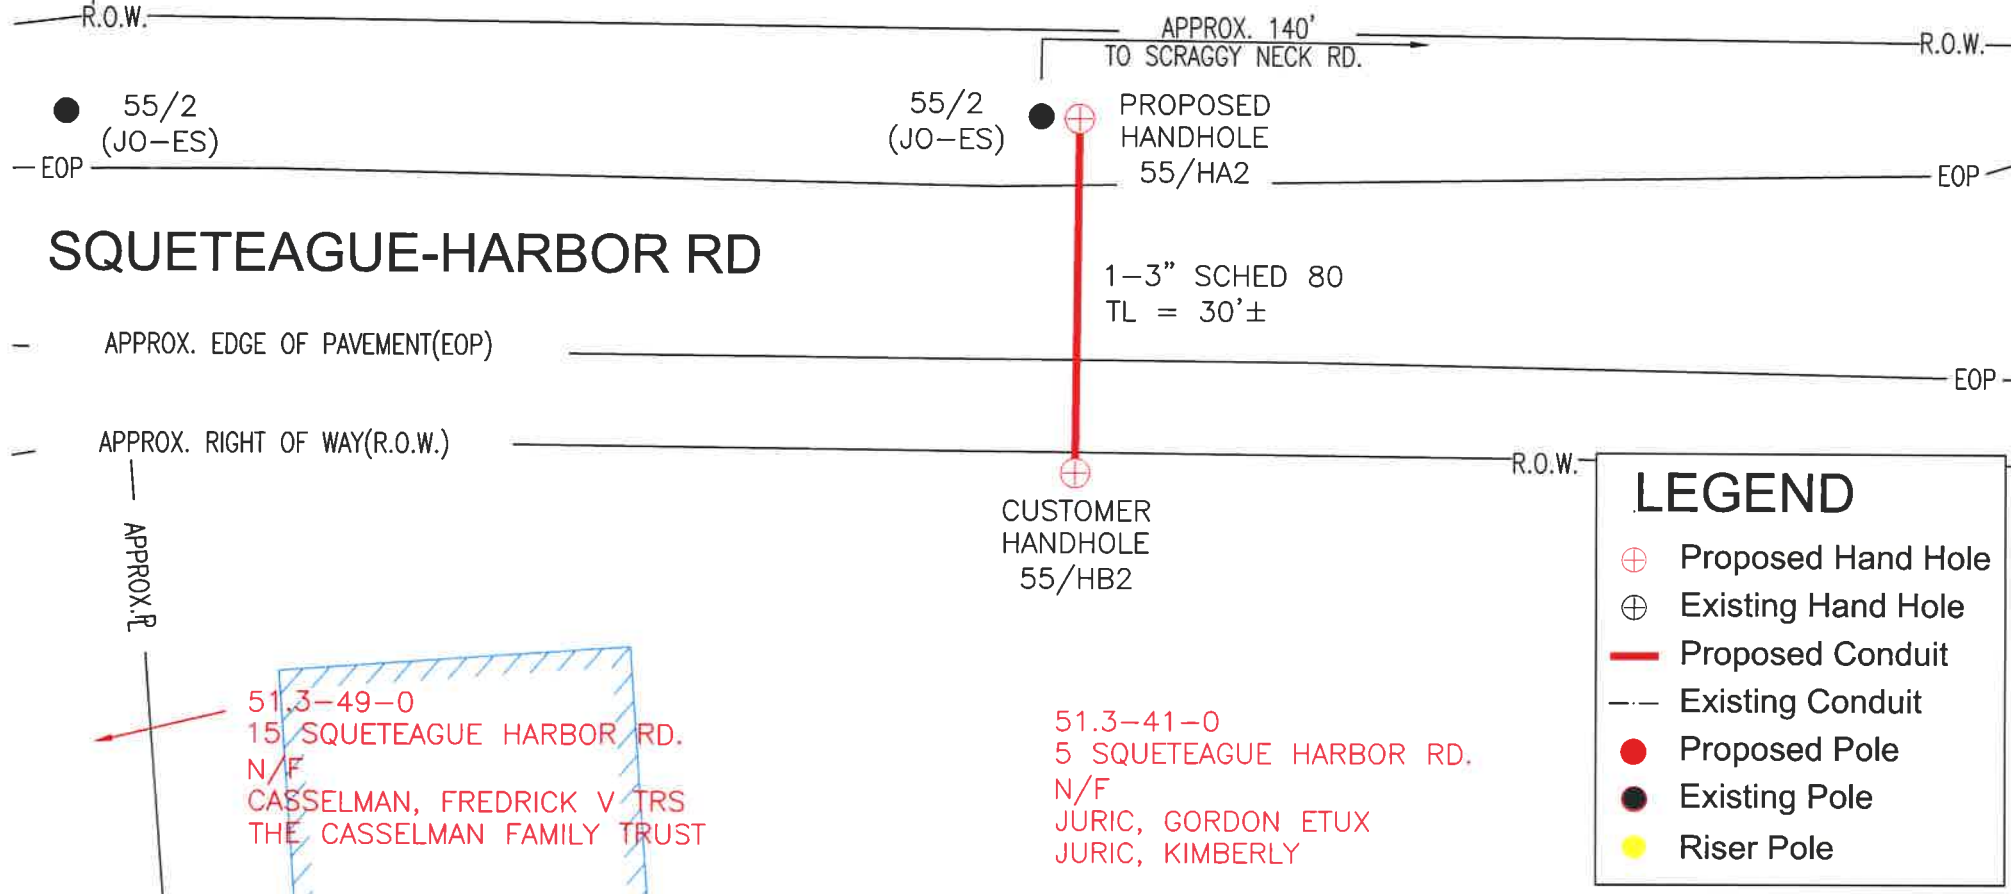 R.O.W.
APPROX. 140'
TO SCRAGGY NECK RD.
R.O.W.
55/2
(JO-ES)
55/2
(JO-ES)
PROPOSED
HANDHOLE
55/HA2
EOP
EOP
SQUETEAGUE-HARBOR RD
1-3" SCHED 80
TL = 30'±
APPROX. EDGE OF PAVEMENT(EOP)
EOP
APPROX. RIGHT OF WAY(R.O.W.)
R.O.W.
CUSTOMER
HANDHOLE
55/HB2
APPROX. PL
51.3-49-0
15 SQUETEAGUE HARBOR RD.
N/F
CASSELMAN, FREDRICK V TRS
THE CASSELMAN FAMILY TRUST
51.3-41-0
5 SQUETEAGUE HARBOR RD.
N/F
JURIC, GORDON ETUX
JURIC, KIMBERLY
LEGEND
Proposed Hand Hole
Existing Hand Hole
Proposed Conduit
Existing Conduit
Proposed Pole
Existing Pole
Riser Pole